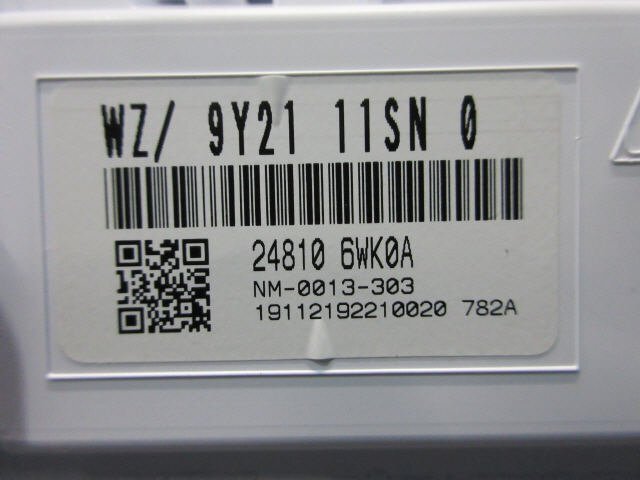 WZ/ 9Y21 11SN 0
24810 6WK0A
NM-0013-303
19112192210020 782A